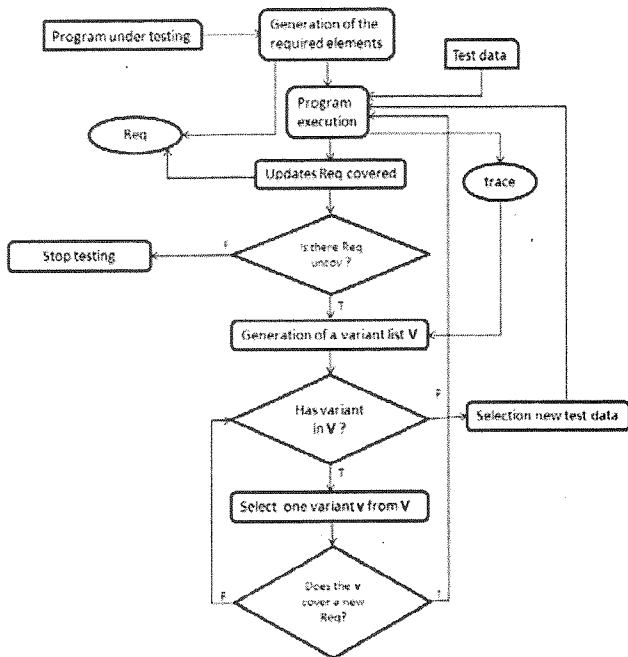 Program under testing
Generation of the
required elements
Test data
Program
execution
Req
Updates Req covered
trace
Is there Req
uncov ?
F
Stop testing
T
Generation of a variant list V
Has variant
in V ?
F
Selection new test data
T
Select one variant v from V
Does the v
cover a new
Req?
F
T